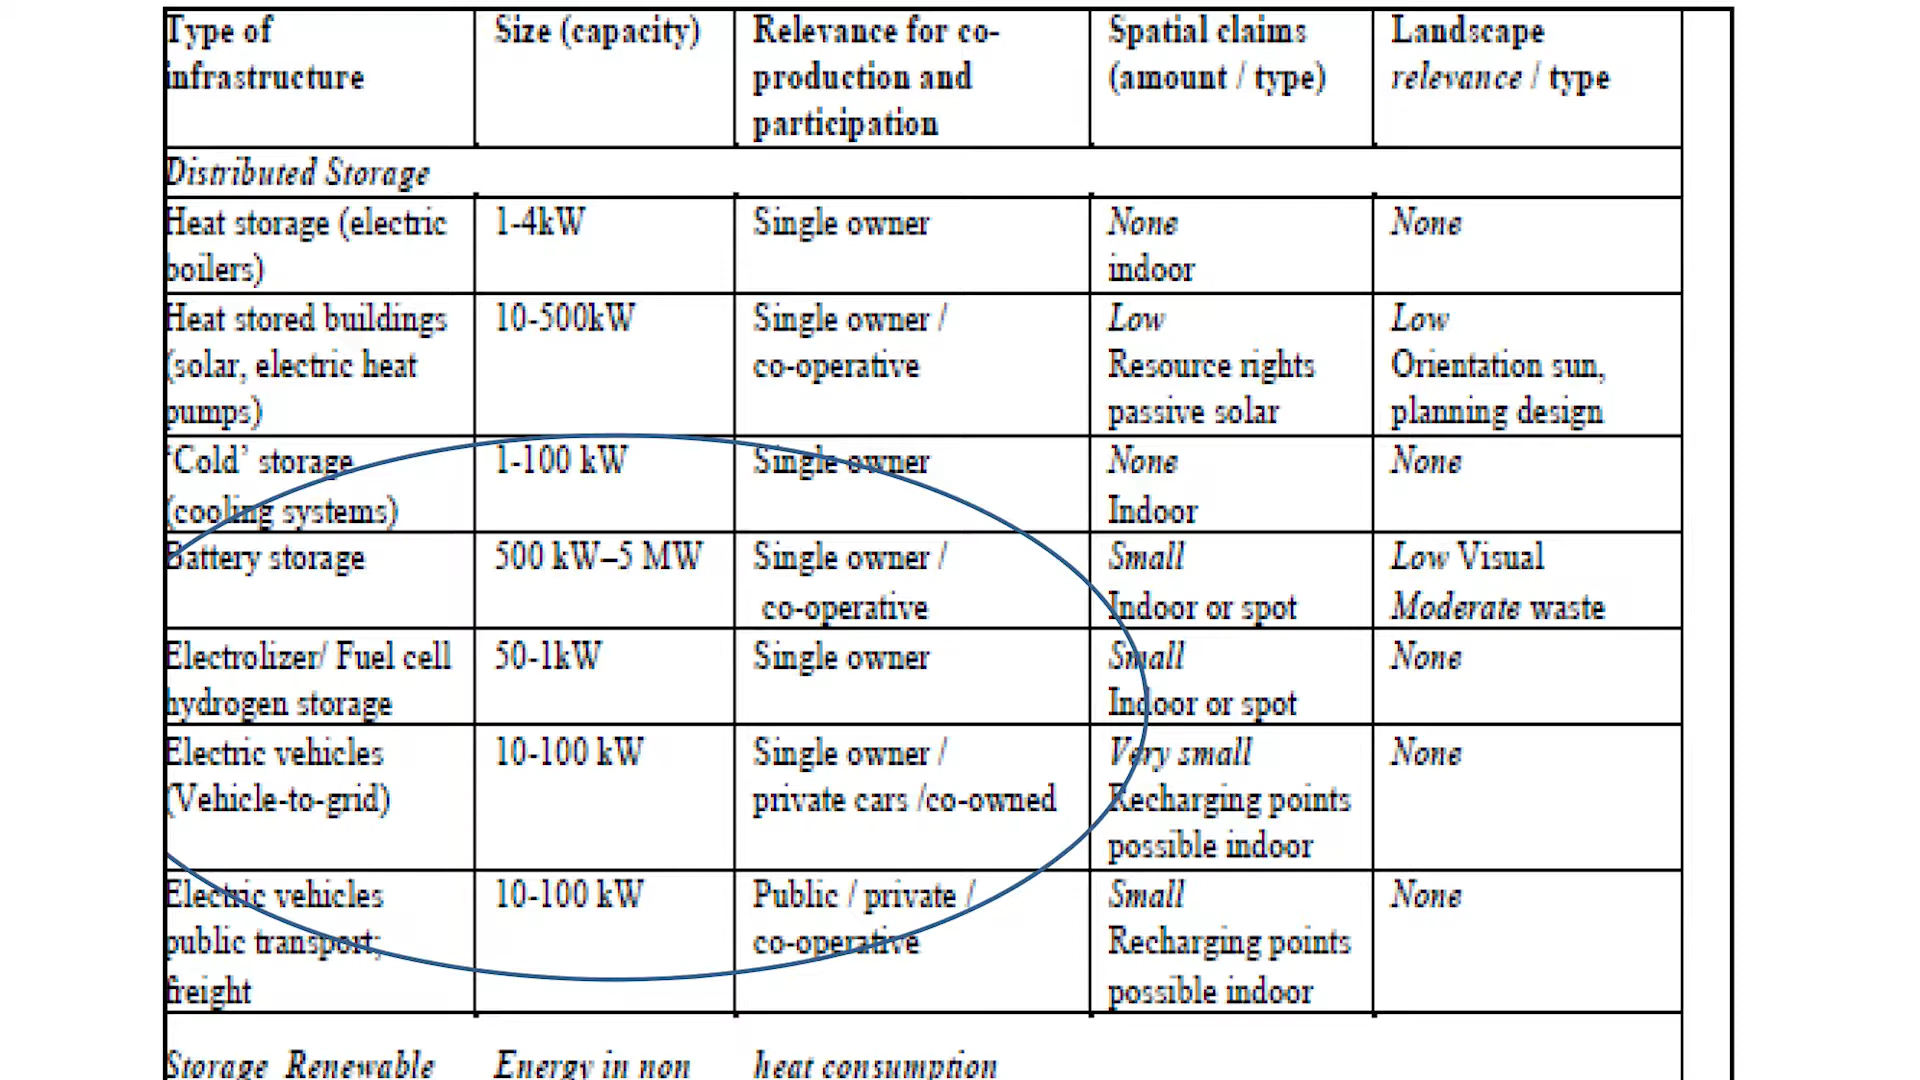 Type of infrastructure
Size (capacity)
Relevance for co-production and participation
Spatial claims (amount / type)
Landscape relevance / type
Distributed Storage
Heat storage (electric boilers)
1-4kW
Single owner
None
indoor
None
Heat stored buildings (solar, electric heat pumps)
10-500kW
Single owner /
co-operative
Low
Resource rights
passive solar
Low
Orientation sun,
planning design
‘Cold’ storage
(cooling systems)
1-100 kW
Single owner
None
Indoor
None
Battery storage
500 kW–5 MW
Single owner /
co-operative
Small
Indoor or spot
Low Visual
Moderate waste
Electrolizer/ Fuel cell
hydrogen storage
50-1kW
Single owner
Small
Indoor or spot
None
Electric vehicles
(Vehicle-to-grid)
10-100 kW
Single owner /
private cars /co-owned
Very small
Recharging points
possible indoor
None
Electric vehicles
public transport;
freight
10-100 kW
Public / private /
co-operative
Small
Recharging points
possible indoor
None
Storage Renewable
Energy in non
heat consumption